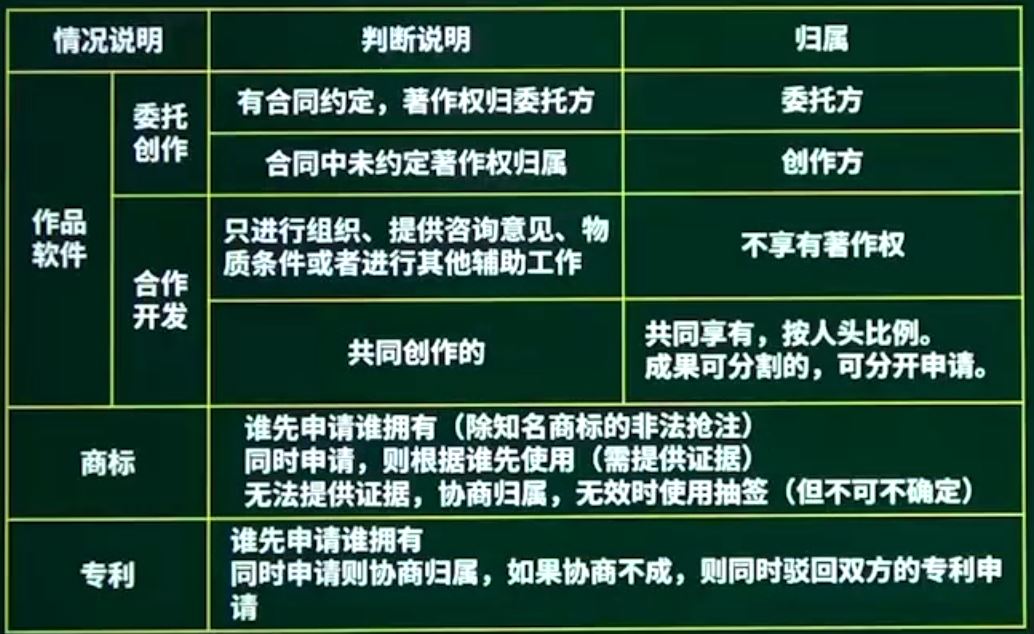 情况说明
判断说明
归属
作品
软件
委托
创作
有合同约定，著作权归委托方
委托方
合同中未约定著作权归属
创作方
合作
开发
只进行组织、提供咨询意见、物
质条件或者进行其他辅助工作
不享有著作权
共同创作的
共同享有，按人头比例。
成果可分割的，可分开申请。
商标
谁先申请谁拥有（除知名商标的非法抢注）
同时申请，则根据谁先使用（需提供证据）
无法提供证据，协商归属，无效时使用抽签（但不可不确定）
专利
谁先申请谁拥有
同时申请则协商归属，如果协商不成，则同时驳回双方的专利申
请